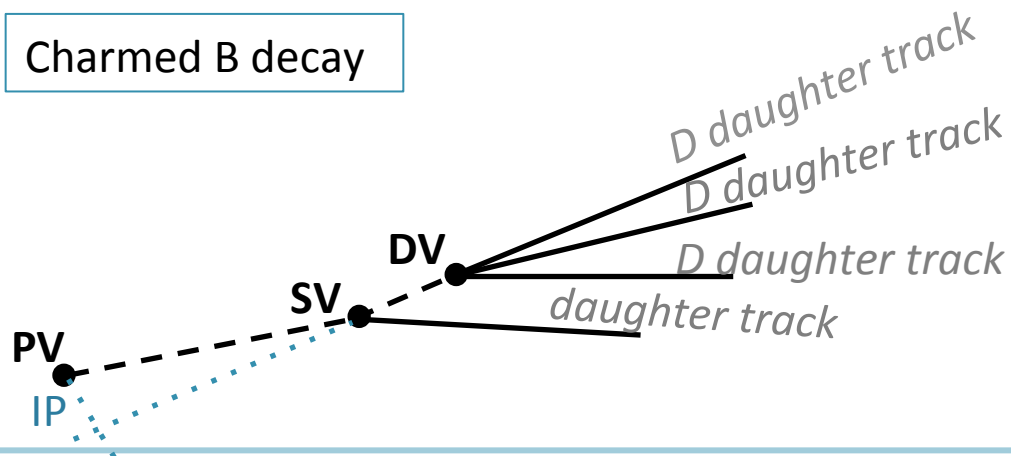 Charmed B decay
D daughter track
D daughter track
DV
D daughter track
SV
daughter track
PV
IP